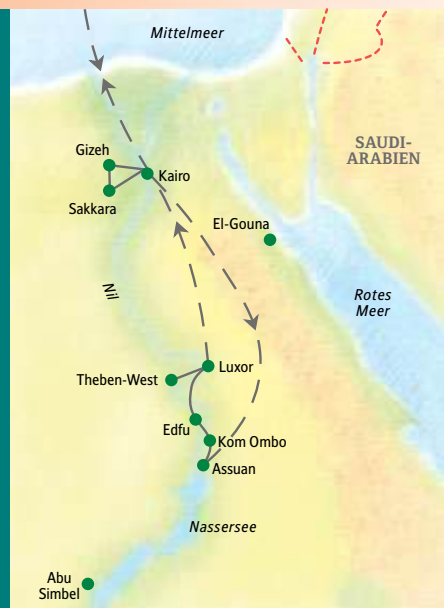 Mittelmeer
SAUDI-
ARABIEN
Gizeh
Kairo
Sakkara
El-Gouna
Nil
Rotes
Meer
Luxor
Theben-West
Edfu
Kom Ombo
Assuan
Nassersee
Abu
Simbel